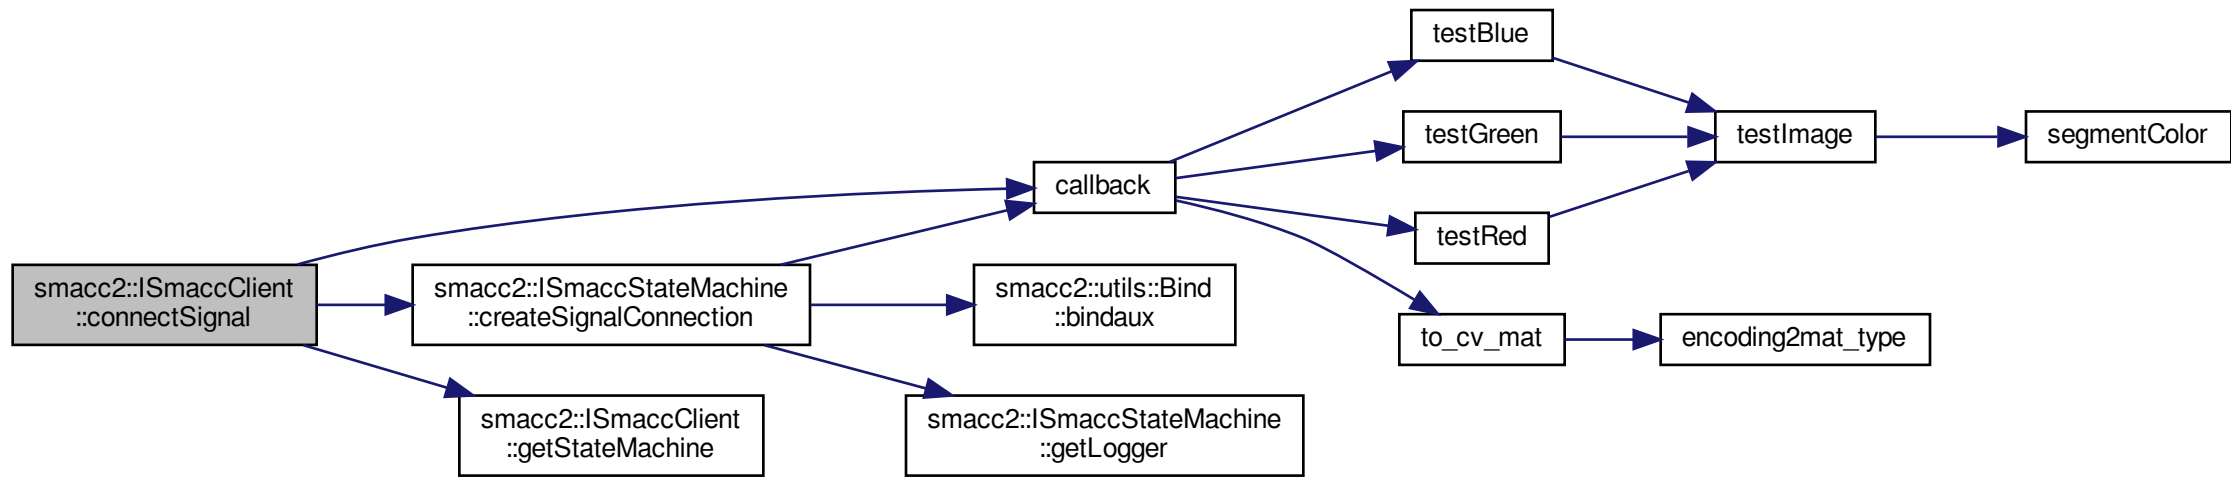 smacc2::ISmaccClient
::connectSignal
smacc2::ISmaccStateMachine
::createSignalConnection
smacc2::ISmaccClient
::getStateMachine
callback
smacc2::utils::Bind
::bindaux
smacc2::ISmaccStateMachine
::getLogger
testBlue
testGreen
testRed
to_cv_mat
testImage
encoding2mat_type
segmentColor